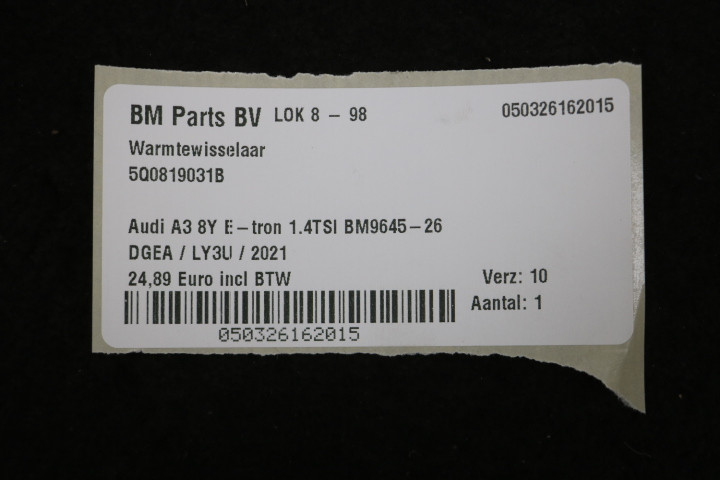 BM Parts BV LOK 8 - 98 050326162015
Warmtewisselaar
5Q0819031B
Audi A3 8Y E-tron 1.4TSI BM9645-26
DGEA / LY3U / 2021
24,89 Euro incl BTW Verz: 10
Aantal: 1
050326162015